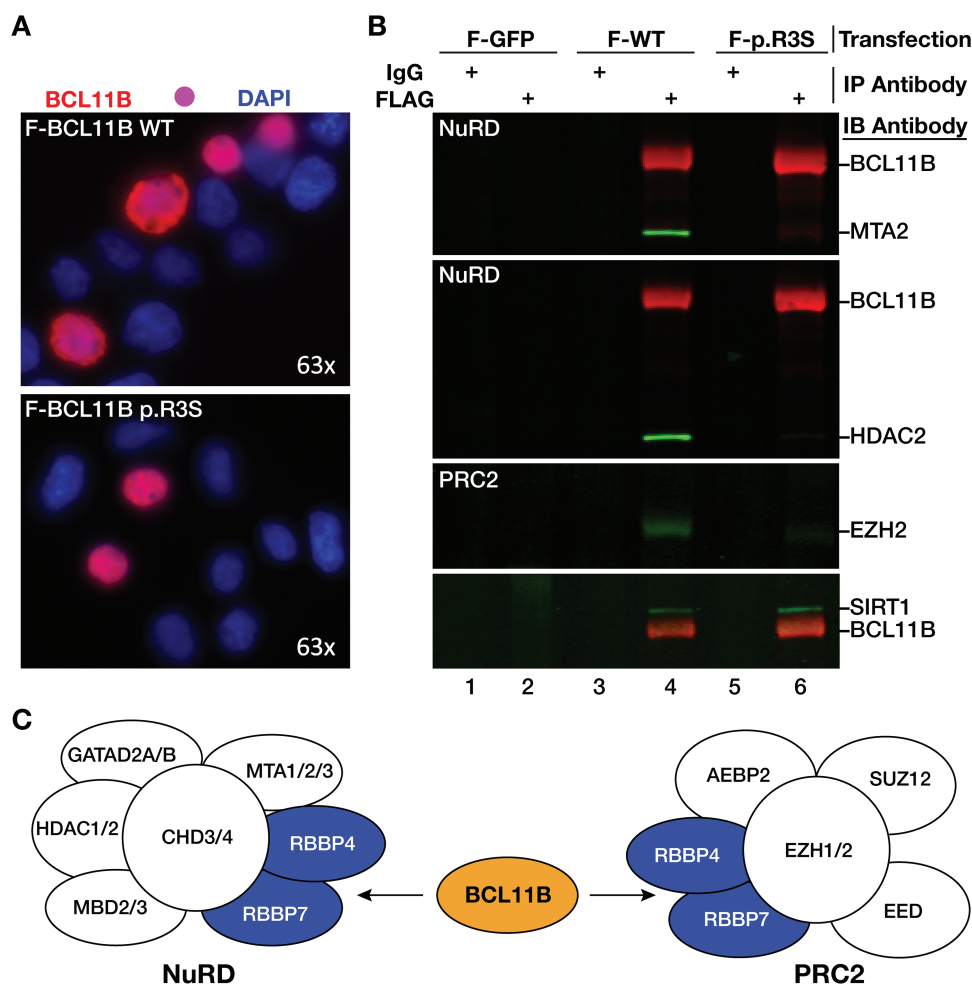 A
BCL11B DAPI
F-BCL11B WT
63x
F-BCL11B p.R3S
63x
B
F-GFP F-WT F-p.R3S Transfection
IgG + + + IP Antibody
FLAG + + +
IB Antibody
NuRD
BCL11B
MTA2
NuRD
BCL11B
HDAC2
PRC2
EZH2
SIRT1
BCL11B
1 2 3 4 5 6
C
GATAD2A/B
MTA1/2/3
HDAC1/2
CHD3/4
RBBP4
MBD2/3
RBBP7
NuRD
BCL11B
AEBP2
SUZ12
RBBP4
EZH1/2
RBBP7
EED
PRC2